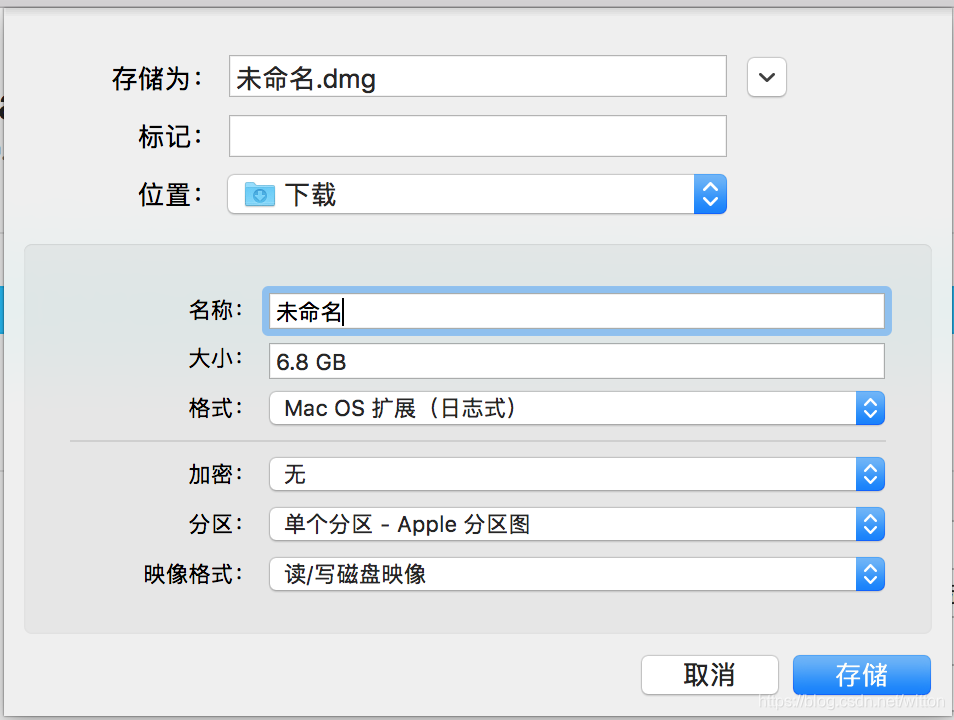 存储为：未命名.dmg
标记：
位置：下载
名称：未命名
大小：6.8 GB
格式：Mac OS 扩展（日志式）
加密：无
分区：单个分区 - Apple 分区图
映像格式：读/写磁盘映像
取消 存储
https://blog.csdn.net/witton